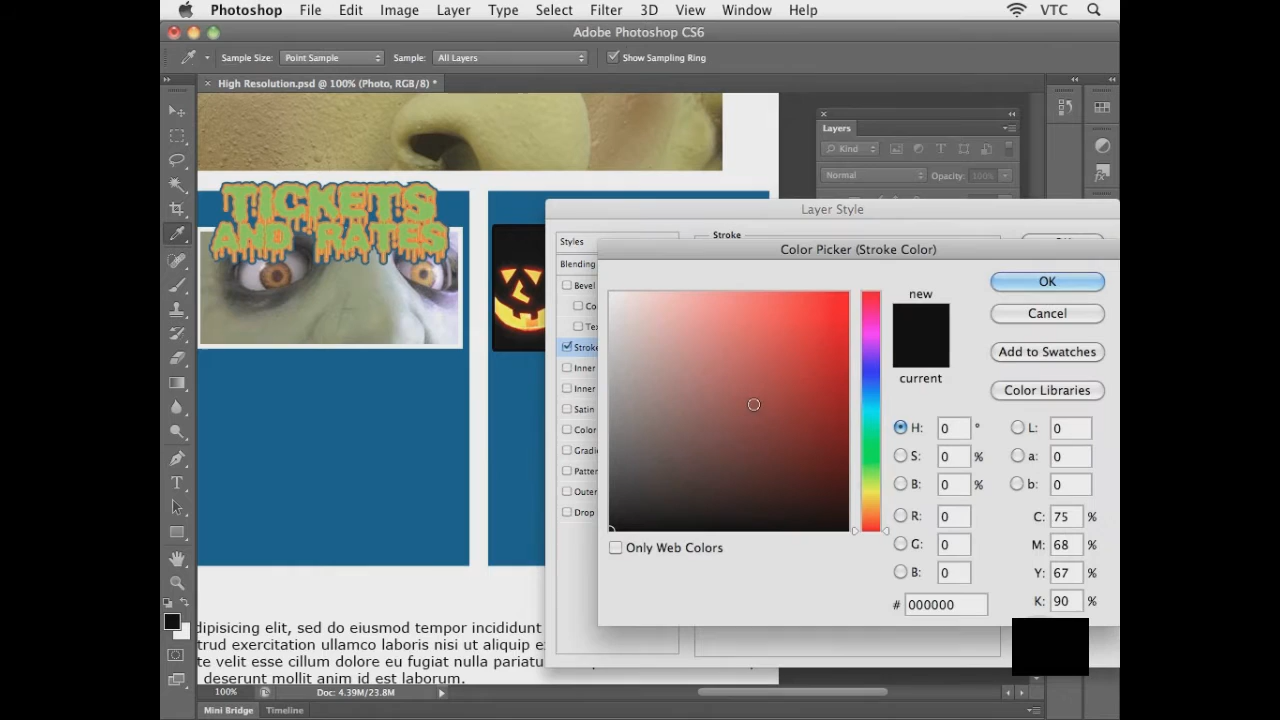 Photoshop File Edit Image Layer Type Select Filter 3D View Window Help VTC
Adobe Photoshop CS6
Sample Size: Point Sample Sample: All Layers Show Sampling Ring
× High Resolution.psd @ 100% (Photo, RGB/8) *
Layers
Kind
Normal Opacity: 100%
TICKETS
AND RATES
Layer Style
Styles
Stroke
Blending
Bevel
Stroke
Inner
Inner
Satin
Color
Outer
Drop
Color Picker (Stroke Color)
new
current
OK
Cancel
Add to Swatches
Color Libraries
H: 0 °
S: 0 %
B: 0 %
R: 0
G: 0
B: 0
# 000000
L: 0
a: 0
b: 0
C: 75 %
M: 68 %
Y: 67 %
K: 90 %
Only Web Colors
dipisicing elit, sed do eiusmod tempor incididunt
trud exercitation ullamco laboris nisi ut aliquip
te velit esse cillum dolore eu fugiat nulla
deserunt mollit anim id est laborum.
100% Doc: 4.39M/23.8M
Mini Bridge Timeline